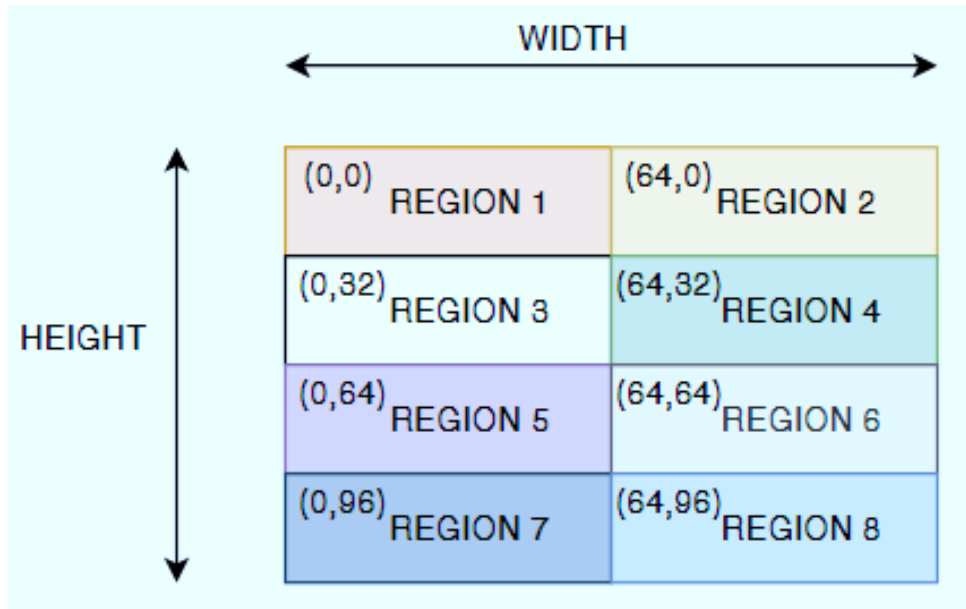 WIDTH
(0,0) REGION 1
(64,0) REGION 2
(0,32) REGION 3
(64,32) REGION 4
HEIGHT
(0,64) REGION 5
(64,64) REGION 6
(0,96) REGION 7
(64,96) REGION 8